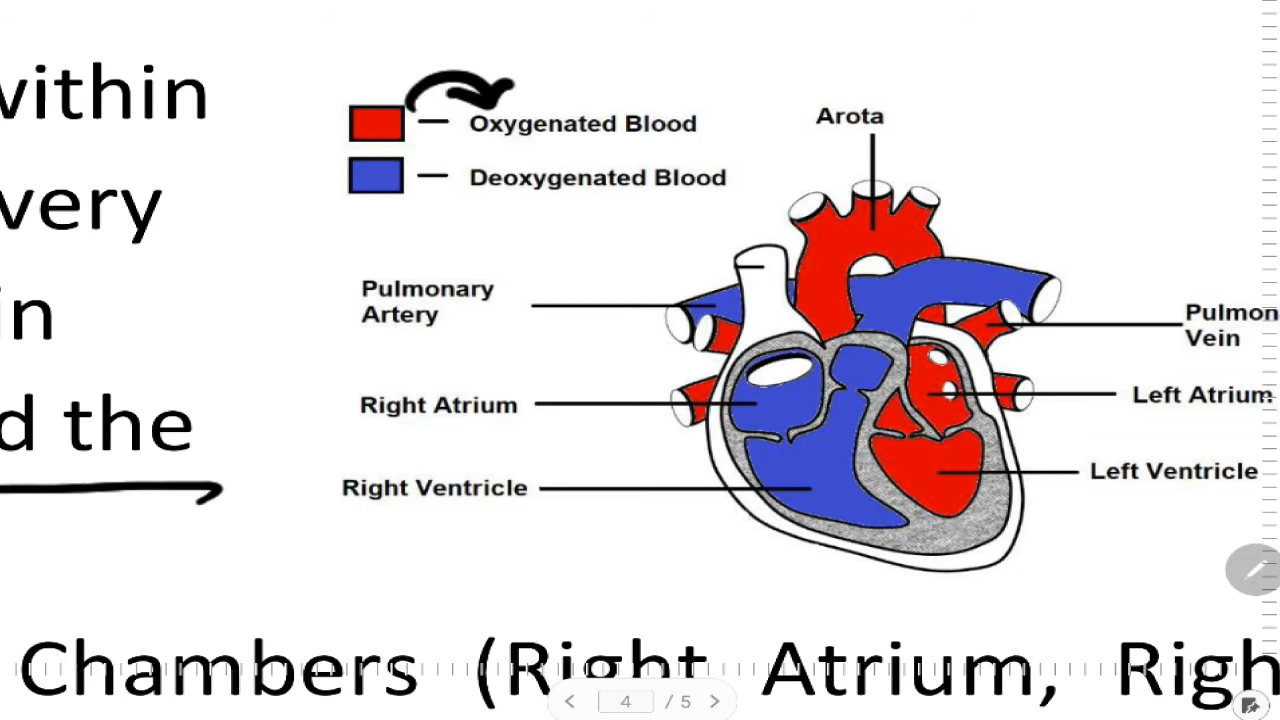 within
very
in
d the
Oxygenated Blood
Deoxygenated Blood
Arota
Pulmonary
Artery
Pulmon
Vein
Right Atrium
Left Atrium
Right Ventricle
Left Ventricle
Chambers (Right Atrium, Righ
4 / 5